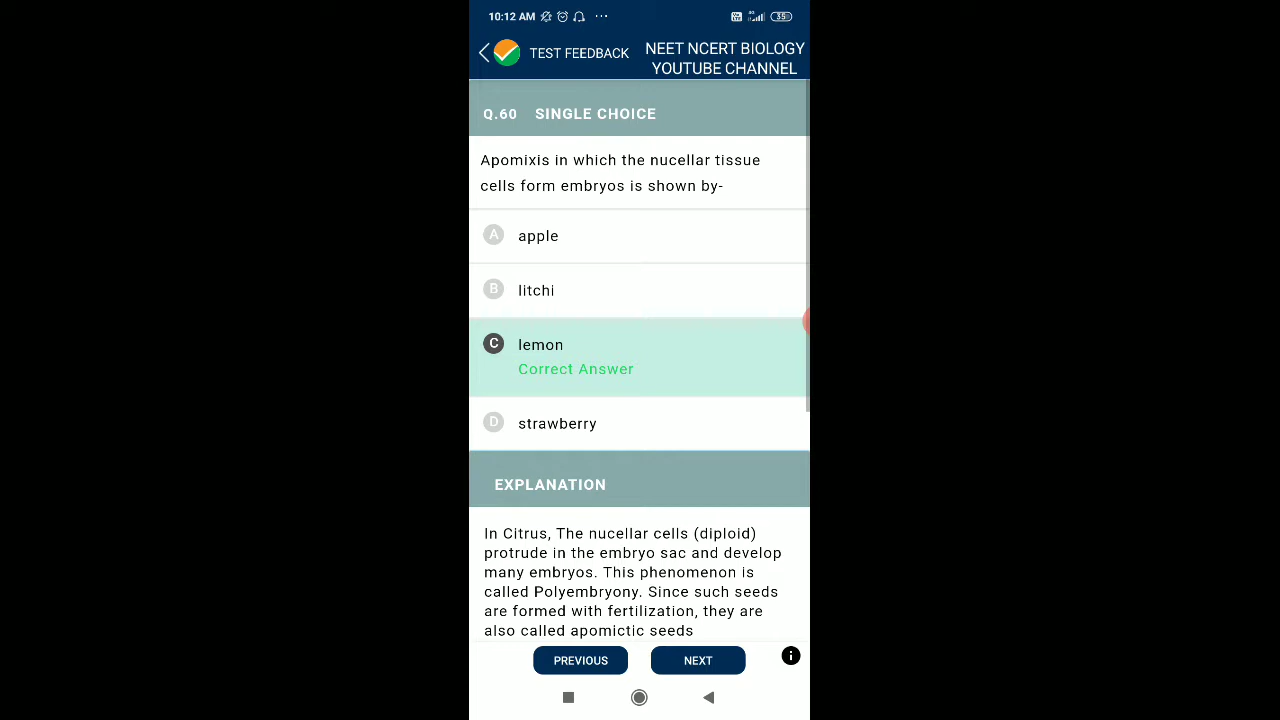 10:12 AM ...
35
TEST FEEDBACK
NEET NCERT BIOLOGY
YOUTUBE CHANNEL
Q.60 SINGLE CHOICE
Apomixis in which the nucellar tissue
cells form embryos is shown by-
A apple
B litchi
C lemon
Correct Answer
D strawberry
EXPLANATION
In Citrus, The nucellar cells (diploid)
protrude in the embryo sac and develop
many embryos. This phenomenon is
called Polyembryony. Since such seeds
are formed with fertilization, they are
also called apomictic seeds
PREVIOUS
NEXT
i